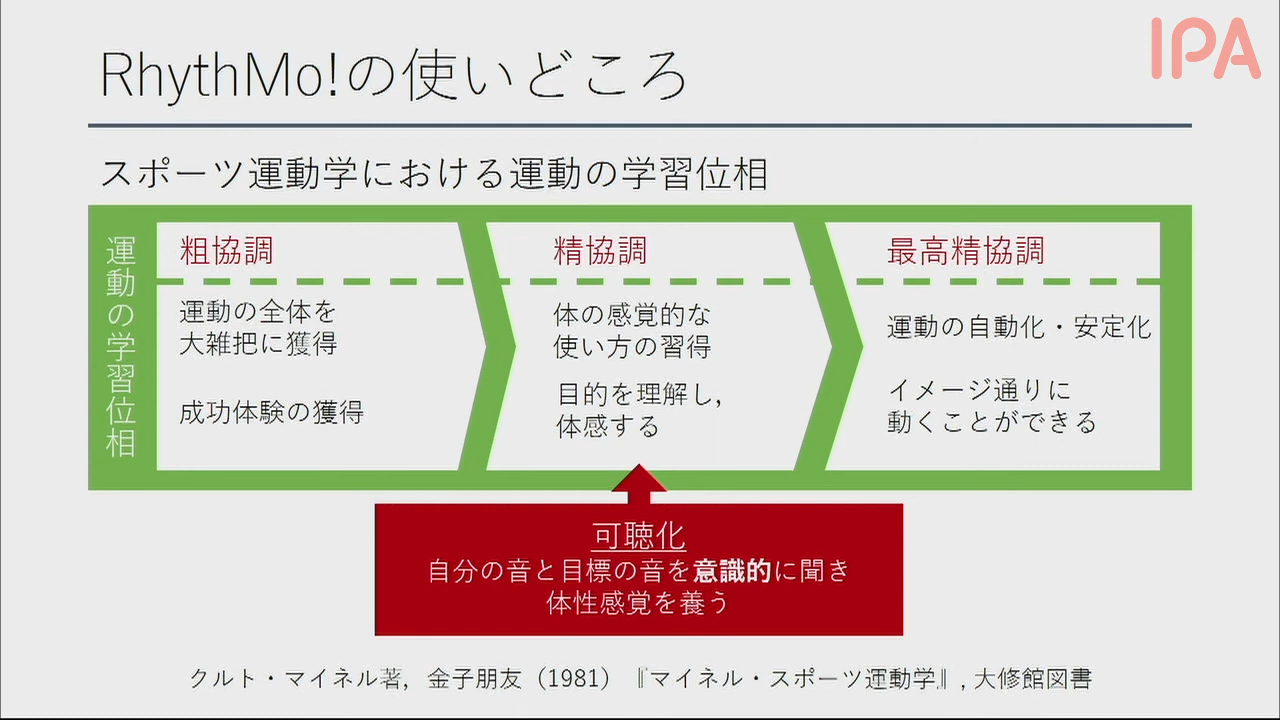 IPA
RhythMo!の使いどころ
スポーツ運動学における運動の学習位相
運動の学習位相
粗協調
運動の全体を
大雑把に獲得
成功体験の獲得
精協調
体の感覚的な
使い方の習得
目的を理解し,
体感する
最高精協調
運動の自動化・安定化
イメージ通りに
動くことができる
可聴化
自分の音と目標の音を意識的に聞き
体性感覚を養う
クルト・マイネル著,金子朋友(1981)『マイネル・スポーツ運動学』,大修館図書